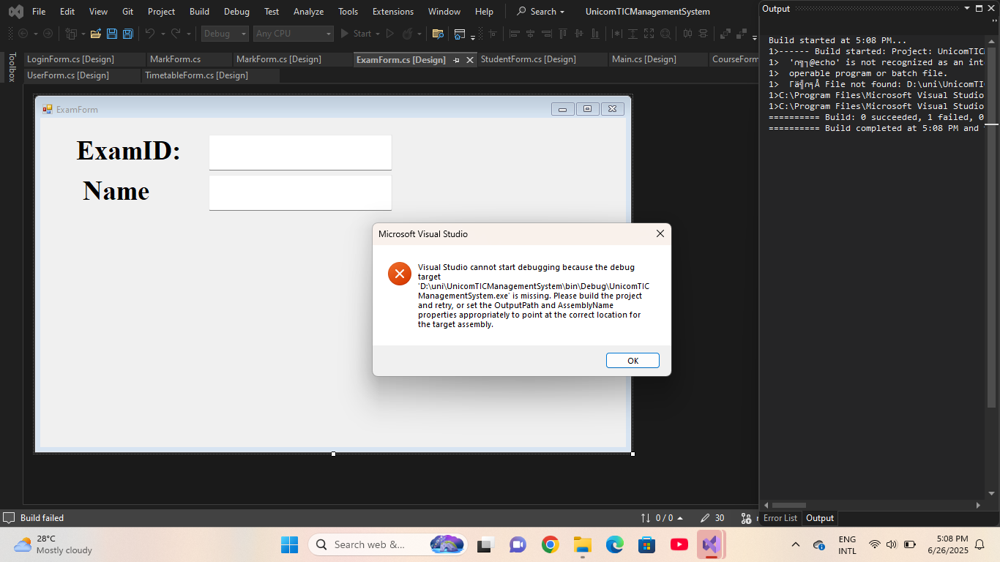 File Edit View Git Project Build Debug Test Analyze Tools Extensions Window Help Search UnicomTICManagementSystem
Debug Any CPU Start
LoginForm.cs [Design] MarkForm.cs MarkForm.cs [Design] ExamForm.cs [Design] StudentForm.cs [Design] Main.cs [Design] CourseForm
UserForm.cs [Design] TimetableForm.cs [Design]
Toolbox
ExamForm
ExamID:
Name
Microsoft Visual Studio
Visual Studio cannot start debugging because the debug
target
'D:\uni\UnicomTICManagementSystem\bin\Debug\UnicomTIC
ManagementSystem.exe' is missing. Please build the project
and retry, or set the OutputPath and AssemblyName
properties appropriately to point at the correct location for
the target assembly.
OK
Output
Build started at 5:08 PM...
1>------ Build started: Project: UnicomTIC
1> '∩╗┐@echo' is not recognized as an int
1> operable program or batch file.
1> File not found: D:\uni\UnicomTI
1>C:\Program Files\Microsoft Visual Studio
1>C:\Program Files\Microsoft Visual Studio
========== Build: 0 succeeded, 1 failed, 0
========== Build completed at 5:08 PM and
Error List Output
Build failed 0 / 0 30
28°C
Mostly cloudy
Search web &...
ENG
INTL
5:08 PM
6/26/2025